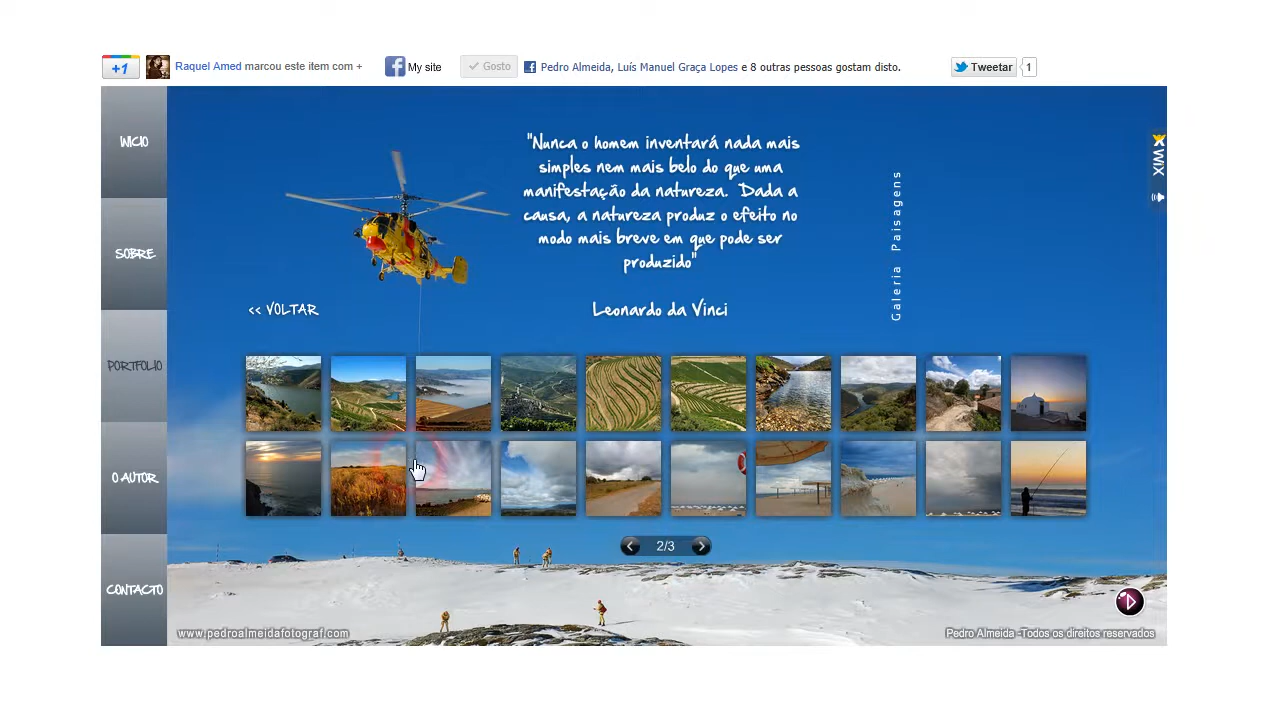 +1
Raquel Amed marcou este item com +
My site
Gosto
Pedro Almeida, Luís Manuel Graça Lopes e 8 outras pessoas gostam disto.
Tweetar
1
INICIO
SOBRE
PORTFOLIO
O AUTOR
CONTACTO
"Nunca o homem inventará nada mais
simples nem mais belo do que uma
manifestação da natureza. Dada a
causa, a natureza produz o efeito no
modo mais breve em que pode ser
produzido"
Leonardo da Vinci
Galeria Paisagens
WIX
<< VOLTAR
2/3
www.pedroalmeidafotograf.com
Pedro Almeida -Todos os direitos reservados